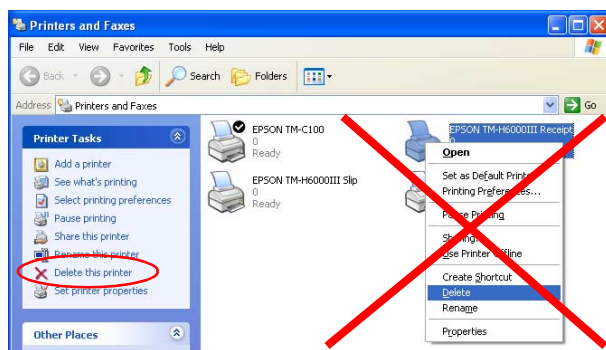 Printers and Faxes
File Edit View Favorites Tools Help
Back Search Folders
Address Printers and Faxes Go
Printer Tasks
Add a printer
See what's printing
Select printing preferences
Pause printing
Share this printer
Rename this printer
Delete this printer
Set printer properties
Other Places
EPSON TM-C100
0
Ready
EPSON TM-H6000III Receipt
0
EPSON TM-H6000III Slip
0
Ready
Open
Set as Default Printer
Printing Preferences...
Pause Printing
Sharing...
Use Printer Offline
Create Shortcut
Delete
Rename
Properties